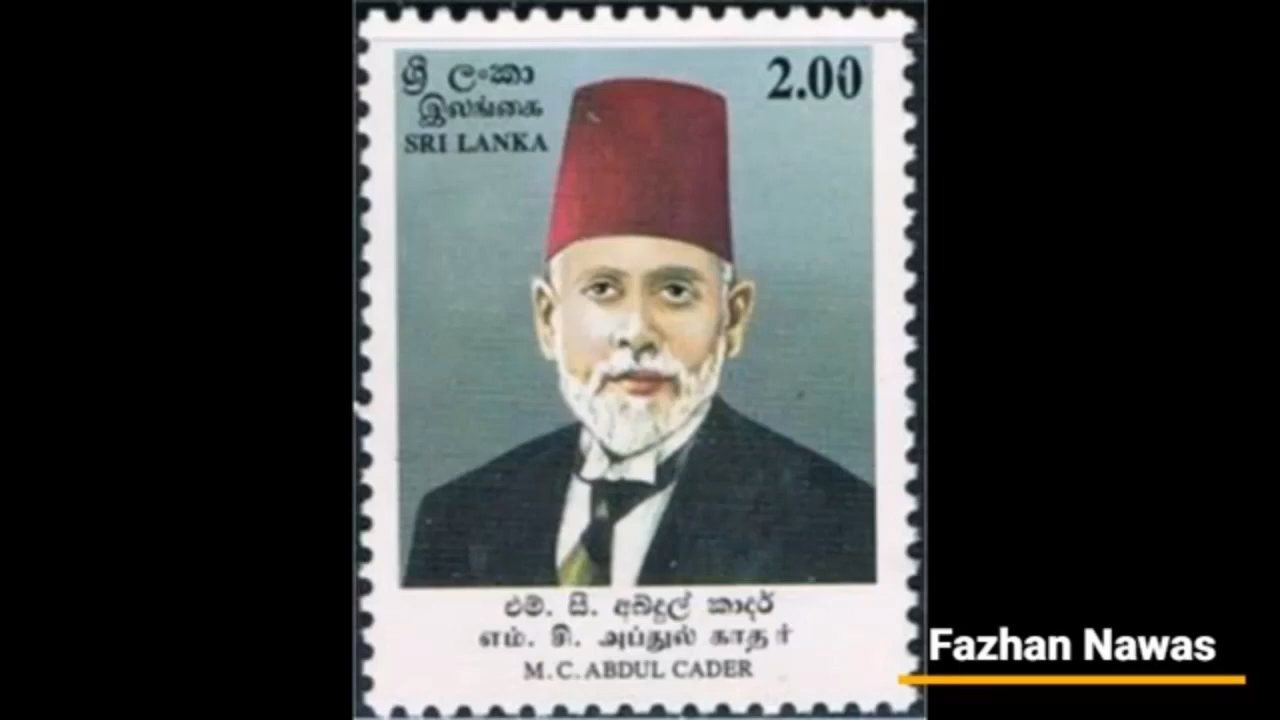 ශ්‍රී ලංකා
2.00
இலங்கை
SRI LANKA
එම්. සී. අබ්දුල් කාදර්
எம். சி. அப்துல் காதர்
M. C. ABDUL CADER
Fazhan Nawas